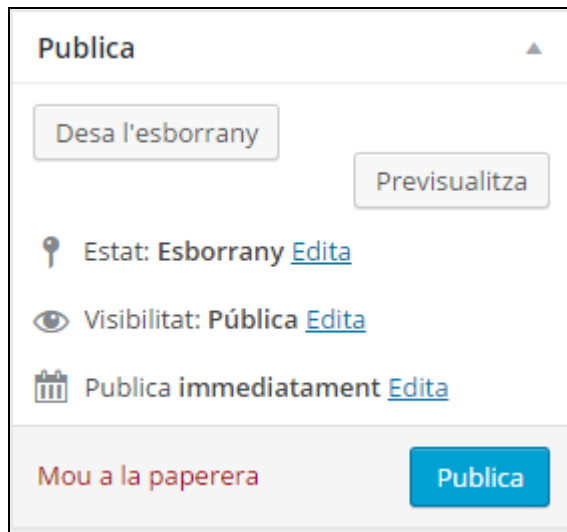 Publica
Desa l'esborrany
Previsualitza
Estat: Esborrany Edita
Visibilitat: Pública Edita
Publica immediatament Edita
Mou a la paperera
Publica